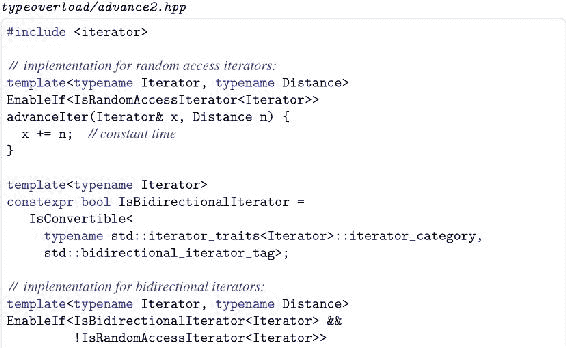 typeoverload/advance2.hpp
#include <iterator>
// implementation for random access iterators:
template<typename Iterator, typename Distance>
EnableIf<IsRandomAccessIterator<Iterator>>
advanceIter(Iterator& x, Distance n) {
  x += n;  // constant time
}
template<typename Iterator>
constexpr bool IsBidirectionalIterator =
   IsConvertible<
     typename std::iterator_traits<Iterator>::iterator_category,
     std::bidirectional_iterator_tag>;
// implementation for bidirectional iterators:
template<typename Iterator, typename Distance>
EnableIf<IsBidirectionalIterator<Iterator> &&
         !IsRandomAccessIterator<Iterator>>